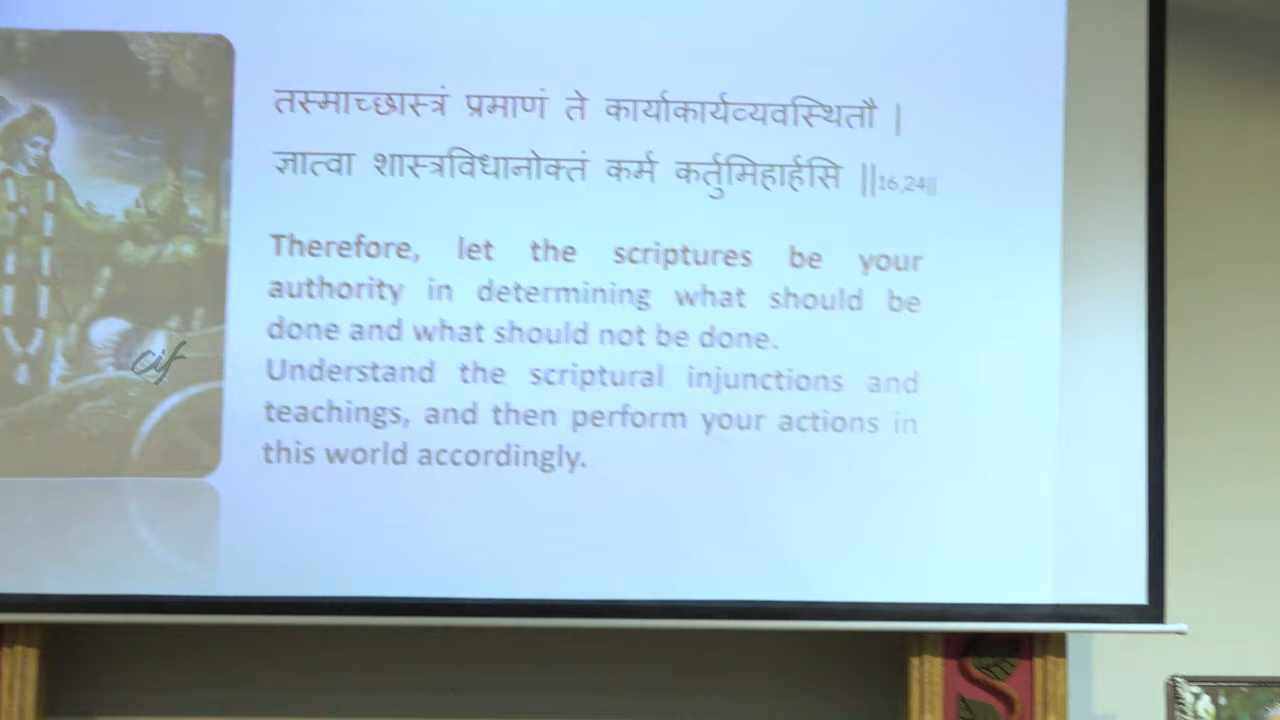 तस्माच्छास्त्रं प्रमाणं ते कार्याकार्यव्यवस्थितौ |
ज्ञात्वा शास्त्रविधानोक्तं कर्म कर्तुमिहार्हसि ||16,24||
Therefore, let the scriptures be your
authority in determining what should be
done and what should not be done.
Understand the scriptural injunctions and
teachings, and then perform your actions in
this world accordingly.
cif